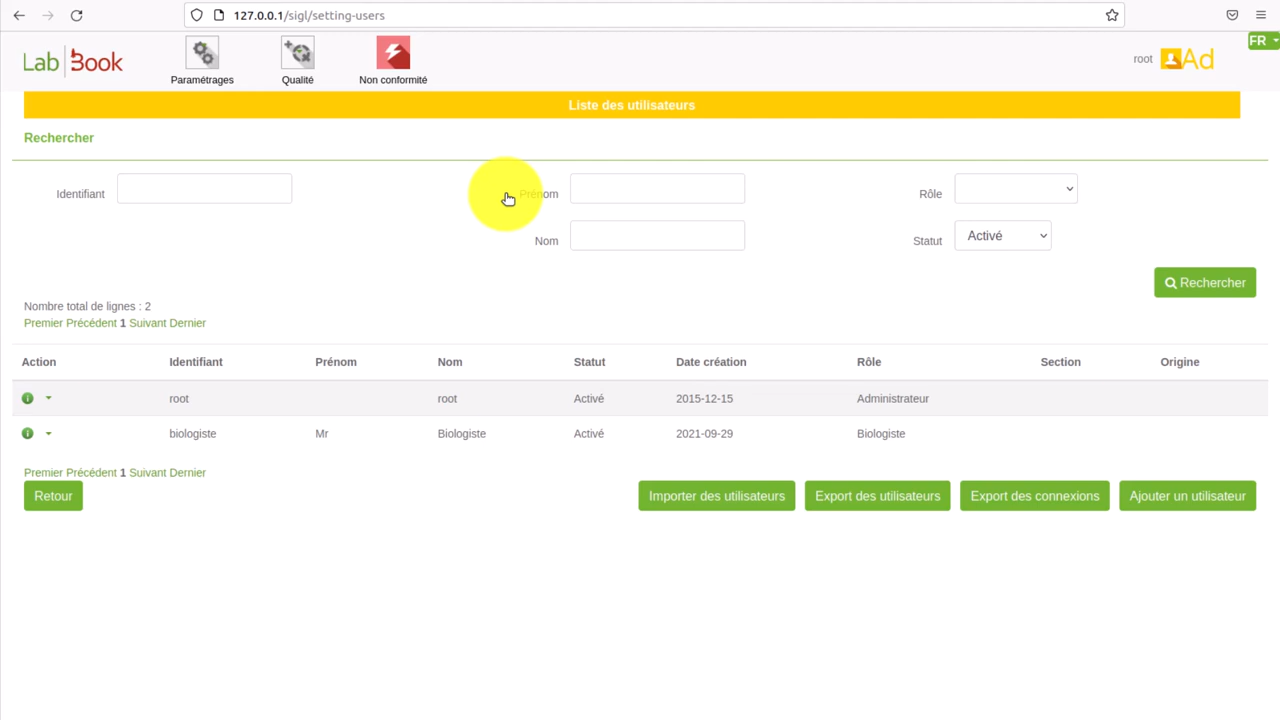 127.0.0.1/sigl/setting-users
FR
Lab Book
Paramétrages
Qualité
Non conformité
root
Ad
Liste des utilisateurs
Rechercher
Identifiant
Prénom
Rôle
Nom
Statut
Activé
Rechercher
Nombre total de lignes : 2
Premier Précédent 1 Suivant Dernier
Action Identifiant Prénom Nom Statut Date création Rôle Section Origine
root root Activé 2015-12-15 Administrateur
biologiste Mr Biologiste Activé 2021-09-29 Biologiste
Premier Précédent 1 Suivant Dernier
Retour
Importer des utilisateurs
Export des utilisateurs
Export des connexions
Ajouter un utilisateur